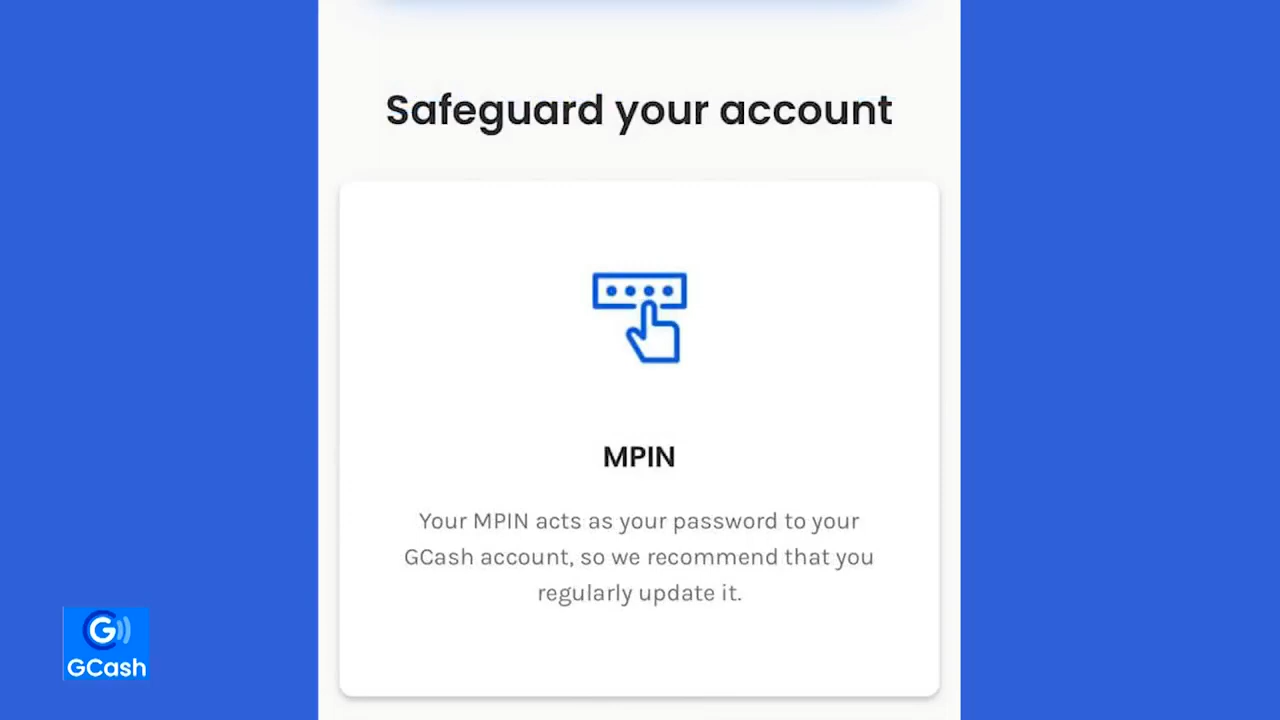 Safeguard your account
MPIN
Your MPIN acts as your password to your
GCash account, so we recommend that you
regularly update it.
GCash